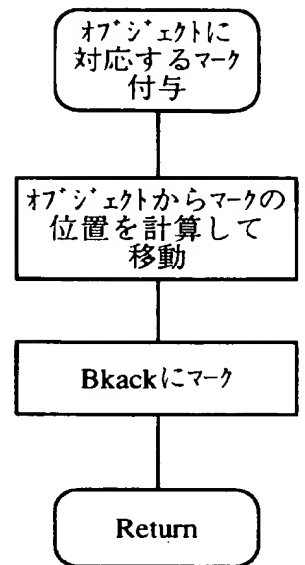 オブジェクトに
対応するマーク
付与
オブジェクトからマークの
位置を計算して
移動
Bkackにマーク
Return